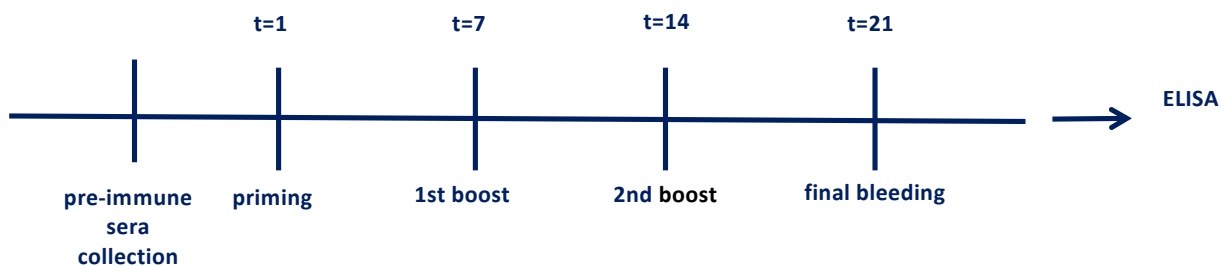 t=1
t=7
t=14
t=21
ELISA
pre-immune
sera
collection
priming
1st boost
2nd boost
final bleeding